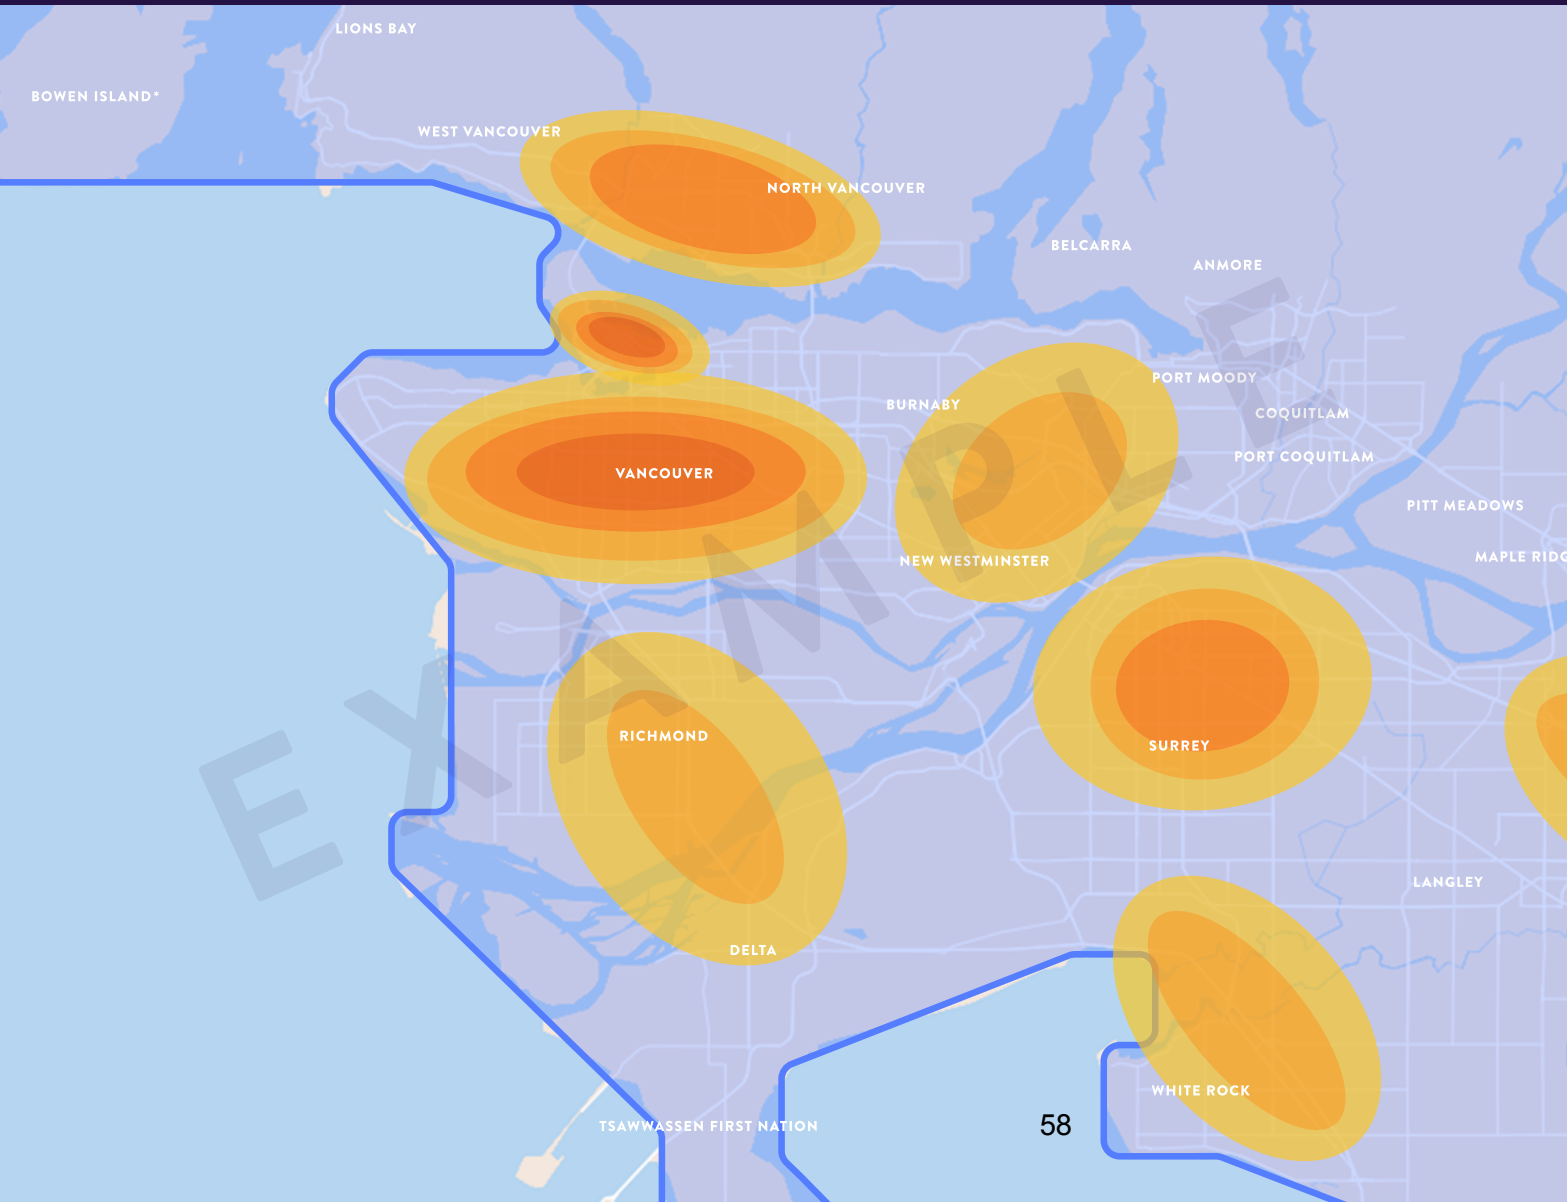 LIONS BAY
BOWEN ISLAND*
WEST VANCOUVER
NORTH VANCOUVER
BELCARRA
ANMORE
PORT MOODY
BURNABY
COQUITLAM
PORT COQUITLAM
VANCOUVER
PITT MEADOWS
MAPLE RIDG
NEW WESTMINSTER
EXAMPLE
RICHMOND
SURREY
LANGLEY
DELTA
WHITE ROCK
58
TSAWWASSEN FIRST NATION